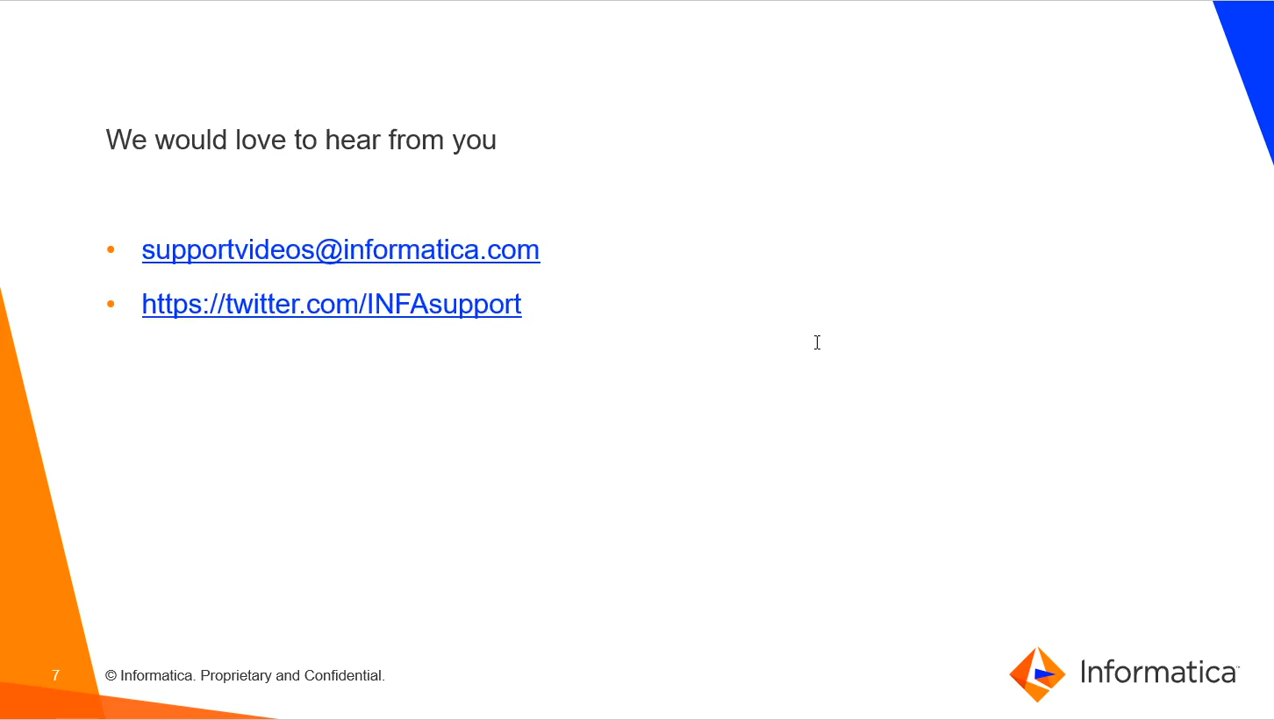 We would love to hear from you
• supportvideos@informatica.com
• https://twitter.com/INFAsupport
7
© Informatica. Proprietary and Confidential.
Informatica™